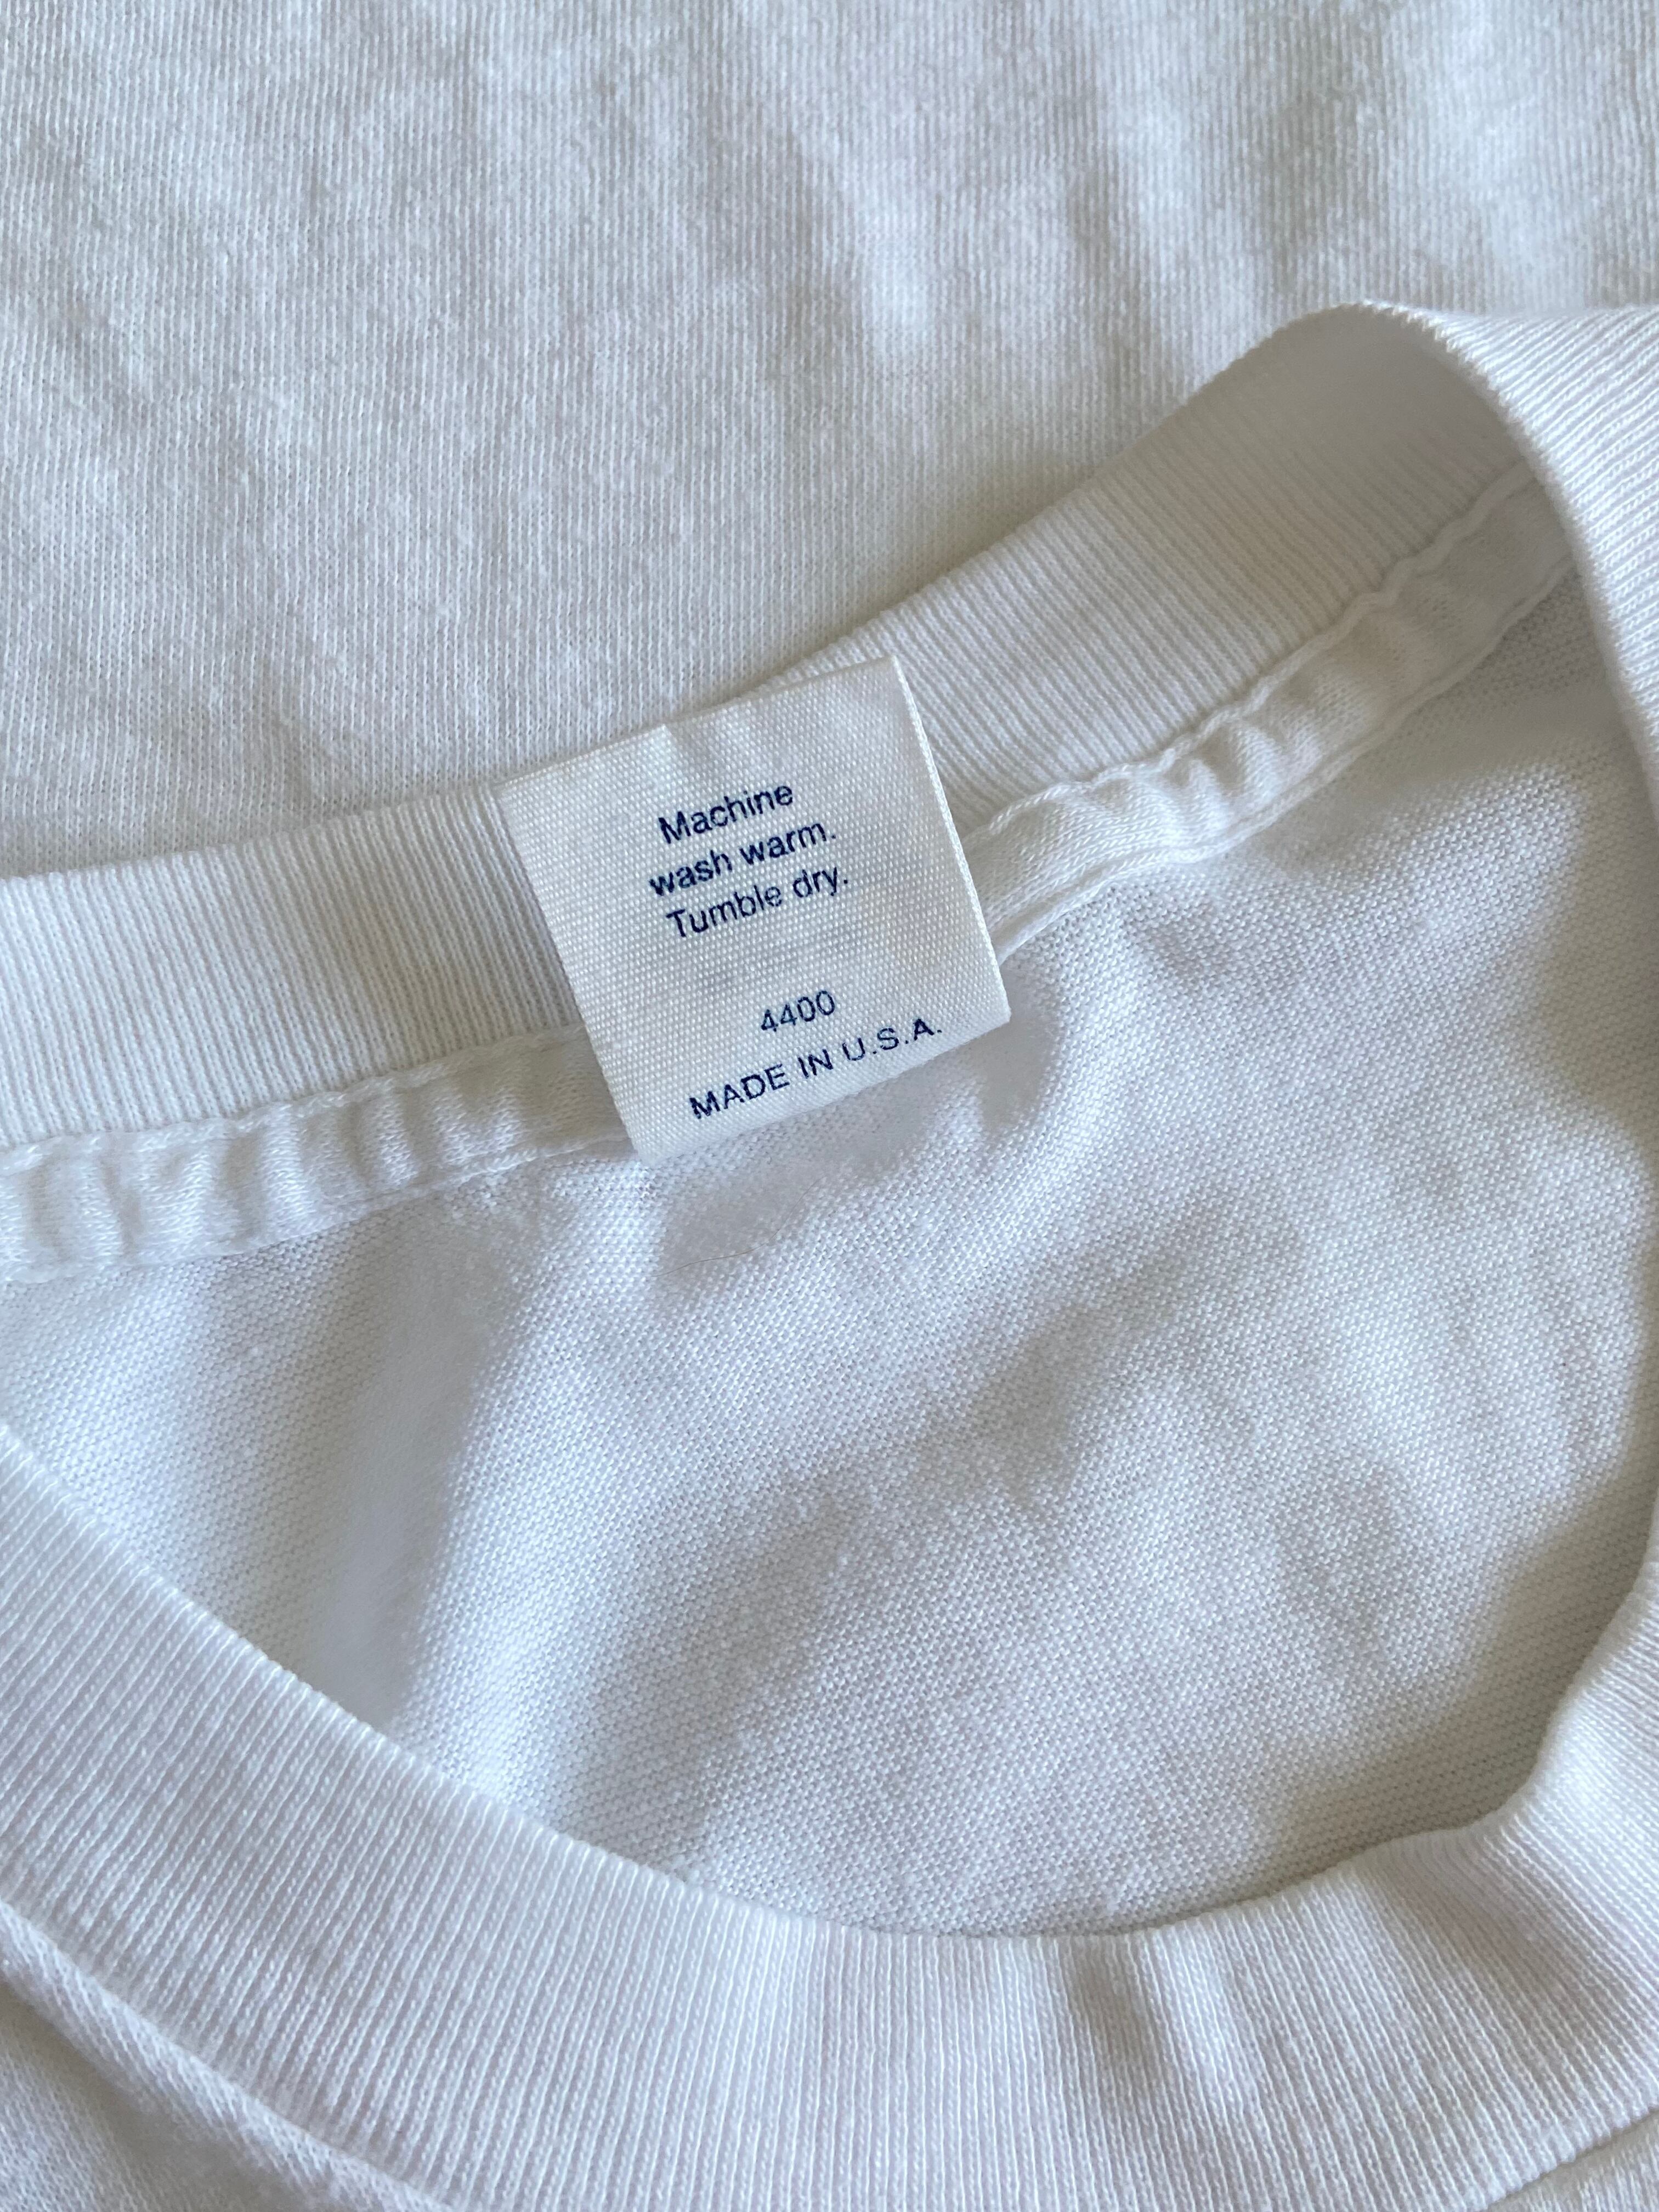 Machine
wash warm.
Tumble dry.
4400
MADE IN U.S.A.